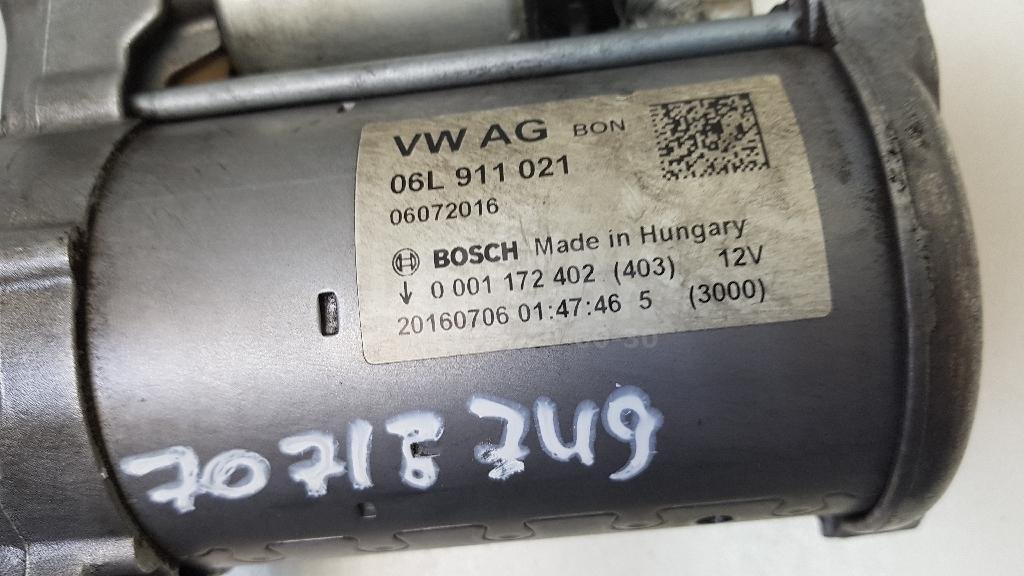 VW AG BON
06L 911 021
06072016
BOSCH Made in Hungary
↓ 0 001 172 402 (403) 12V
20160706 01:47:46 5 (3000)